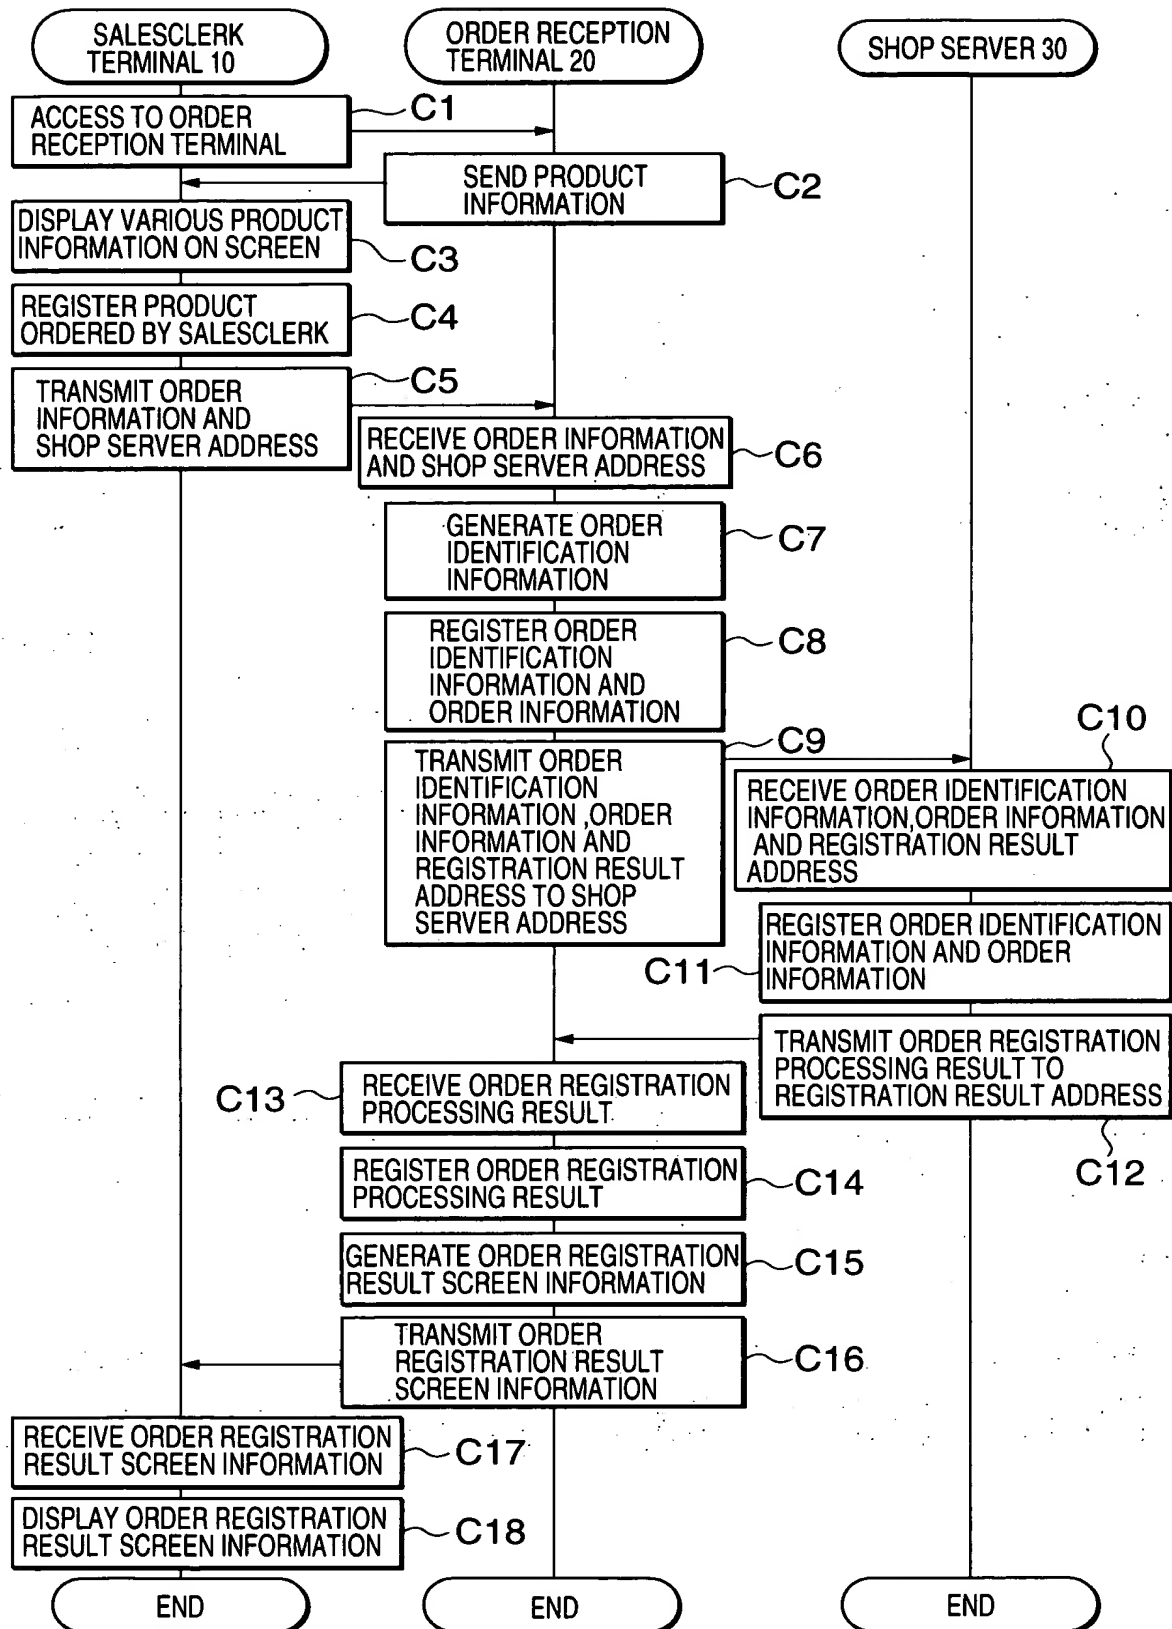 SALESCLERK
TERMINAL 10
ORDER RECEPTION
TERMINAL 20
SHOP SERVER 30
ACCESS TO ORDER
RECEPTION TERMINAL
C1
SEND PRODUCT
INFORMATION
C2
DISPLAY VARIOUS PRODUCT
INFORMATION ON SCREEN
C3
REGISTER PRODUCT
ORDERED BY SALESCLERK
C4
TRANSMIT ORDER
INFORMATION AND
SHOP SERVER ADDRESS
C5
RECEIVE ORDER INFORMATION
AND SHOP SERVER ADDRESS
C6
GENERATE ORDER
IDENTIFICATION
INFORMATION
C7
REGISTER ORDER
IDENTIFICATION
INFORMATION AND
ORDER INFORMATION
C8
TRANSMIT ORDER
IDENTIFICATION
INFORMATION ,ORDER
INFORMATION AND
REGISTRATION RESULT
ADDRESS TO SHOP
SERVER ADDRESS
C9
C10
RECEIVE ORDER IDENTIFICATION
INFORMATION,ORDER INFORMATION
AND REGISTRATION RESULT
ADDRESS
REGISTER ORDER IDENTIFICATION
INFORMATION AND ORDER
INFORMATION
C11
TRANSMIT ORDER REGISTRATION
PROCESSING RESULT TO
REGISTRATION RESULT ADDRESS
C12
C13
RECEIVE ORDER REGISTRATION
PROCESSING RESULT
REGISTER ORDER REGISTRATION
PROCESSING RESULT
C14
GENERATE ORDER REGISTRATION
RESULT SCREEN INFORMATION
C15
TRANSMIT ORDER
REGISTRATION RESULT
SCREEN INFORMATION
C16
RECEIVE ORDER REGISTRATION
RESULT SCREEN INFORMATION
C17
DISPLAY ORDER REGISTRATION
RESULT SCREEN INFORMATION
C18
END
END
END